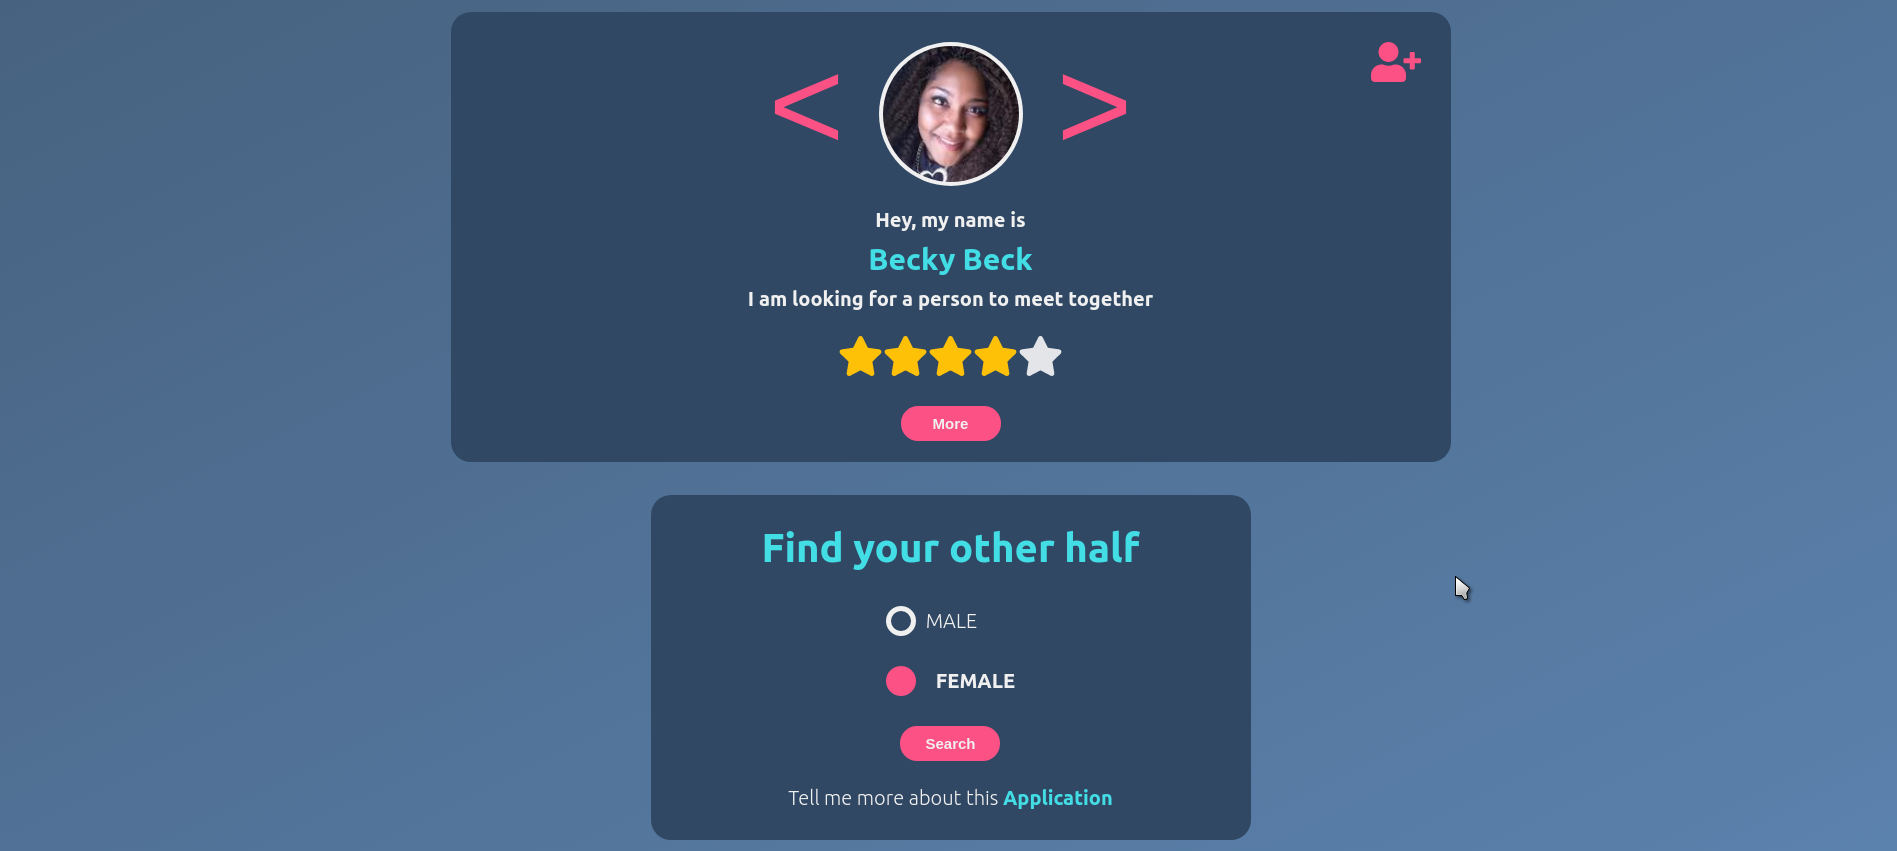 < >
Hey, my name is
Becky Beck
I am looking for a person to meet together
More
Find your other half
MALE
FEMALE
Search
Tell me more about this Application